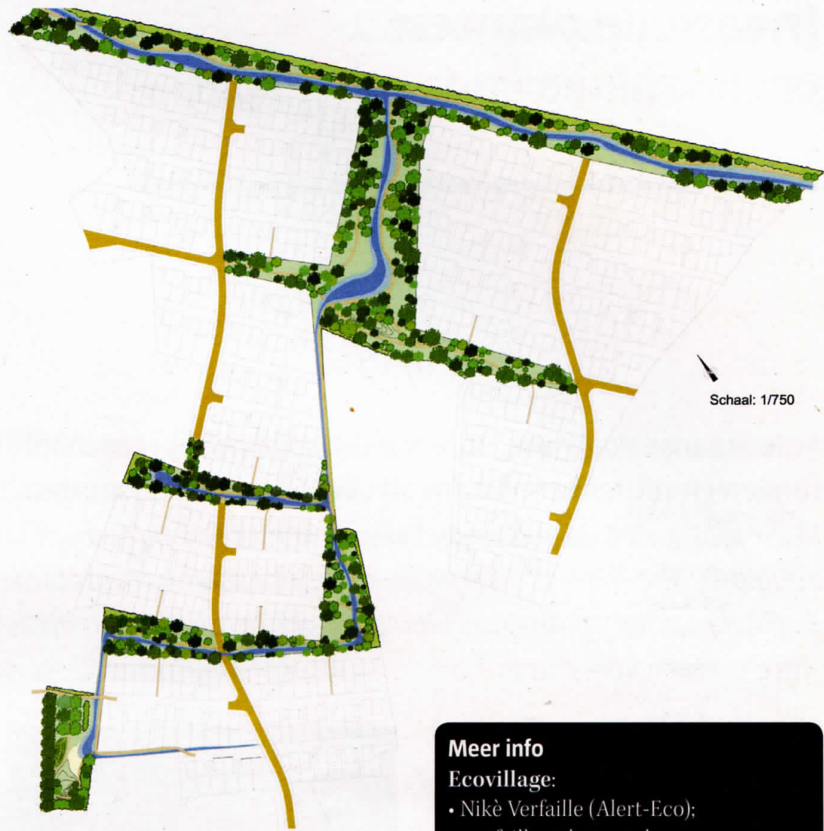 Schaal: 1/750
Meer info
Ecovillage:
• Nikè Verfaille (Alert-Eco);